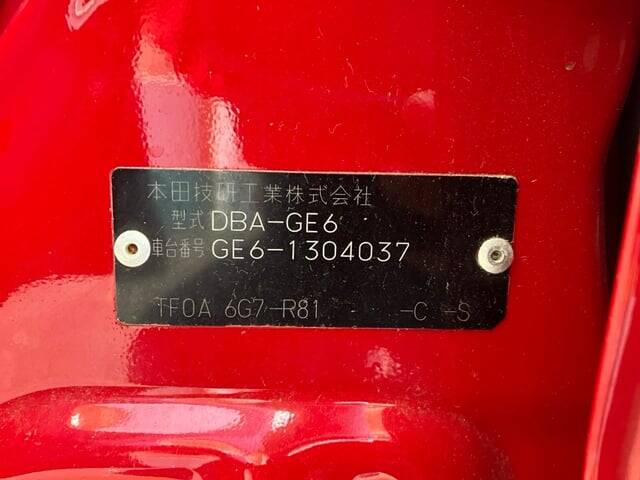 本田技研工業株式会社
型式 DBA-GE6
車台番号 GE6-1304037
TF0A 6G7-R81 -C -S